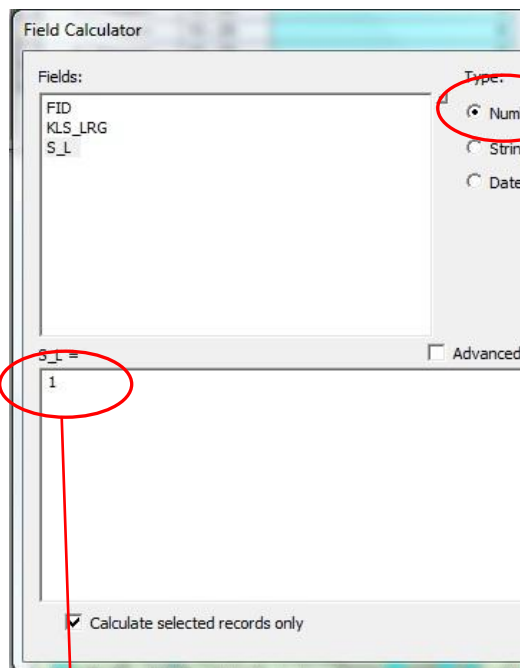 Field Calculator
Fields:
Type:
FID
KLS_LRG
S_L
Num
Strin
Date
S_L =
Advanced
1
Calculate selected records only